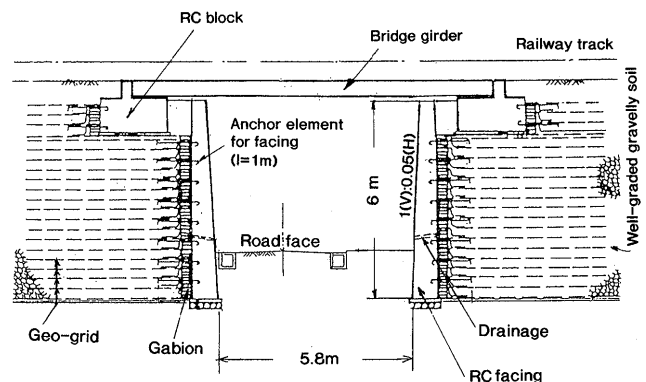 RC block
Bridge girder
Railway track
Anchor element
for facing
(l=1m)
6 m
1(V):0.05(H)
Well-graded gravelly soil
Road face
Geo-grid
Gabion
5.8m
Drainage
RC facing